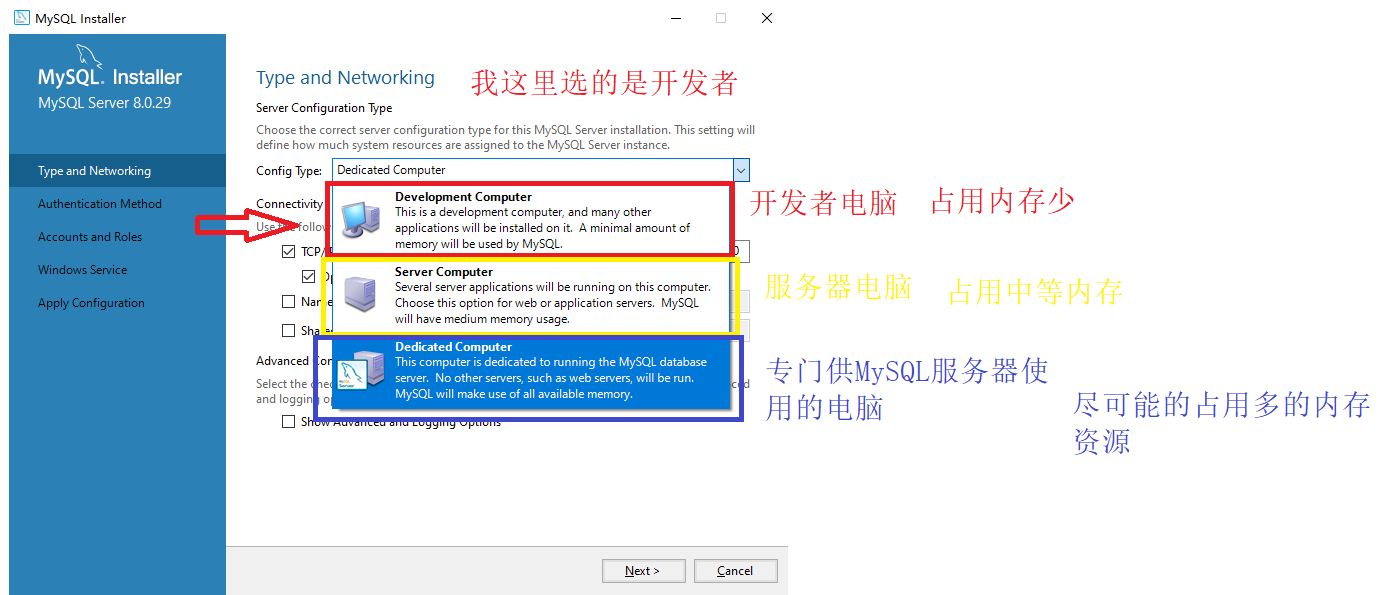 MySQL Installer
MySQL. Installer
MySQL Server 8.0.29
Type and Networking
Authentication Method
Accounts and Roles
Windows Service
Apply Configuration
Type and Networking
我这里选的是开发者
Server Configuration Type
Choose the correct server configuration type for this MySQL Server installation. This setting will
define how much system resources are assigned to the MySQL Server instance.
Config Type:
Dedicated Computer
Connectivity
Development Computer
This is a development computer, and many other
applications will be installed on it. A minimal amount of
memory will be used by MySQL.
开发者电脑 占用内存少
TCP/
0
Server Computer
Several server applications will be running on this computer.
Choose this option for web or application servers. MySQL
will have medium memory usage.
服务器电脑 占用中等内存
Dedicated Computer
This computer is dedicated to running the MySQL database
server. No other servers, such as web servers, will be run.
MySQL will make use of all available memory.
专门供MySQL服务器使
用的电脑
尽可能的占用多的内存
资源
Advanced
Select the
and logging
Show Advanced and Logging Options
Next >
Cancel